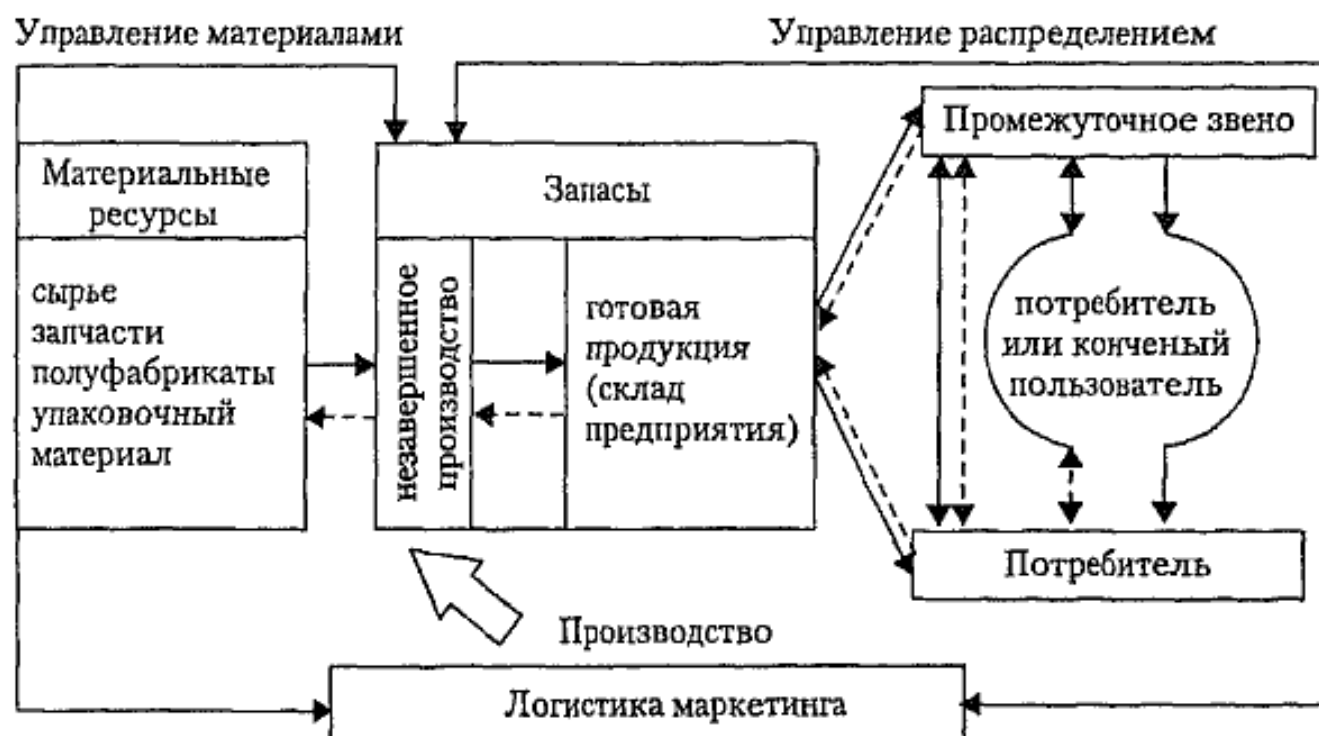 Управление материалами
Управление распределением
Промежуточное звено
Материальные
ресурсы
Запасы
сырье
запчасти
полуфабрикаты
упаковочный
материал
незавершенное
производство
готовая
продукция
(склад
предприятия)
потребитель
или конченый
пользователь
Потребитель
Производство
Логистика маркетинга